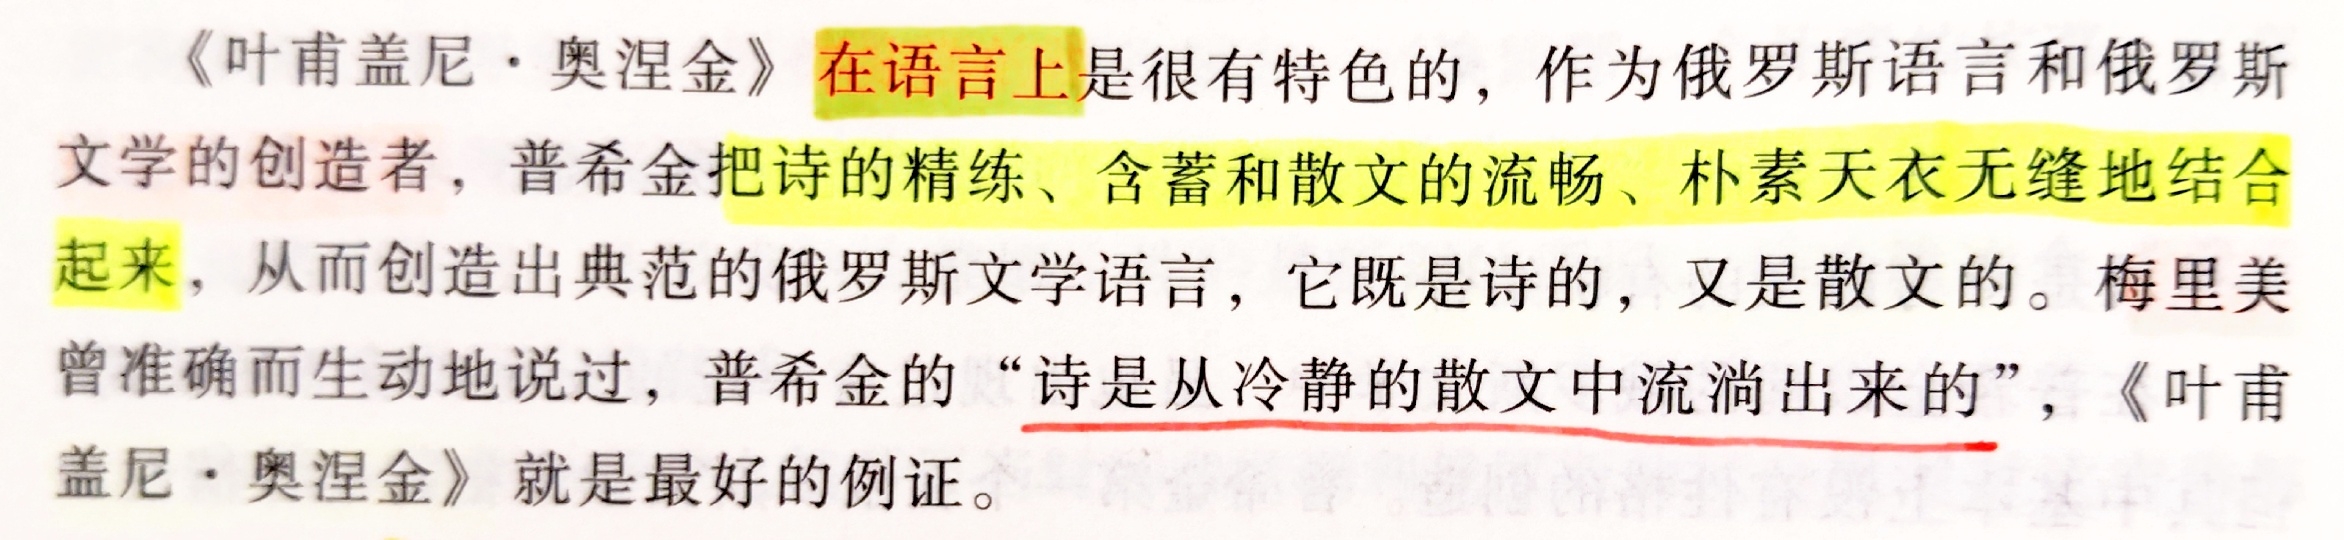 《叶甫盖尼·奥涅金》在语言上是很有特色的，作为俄罗斯语言和俄罗斯
文学的创造者，普希金把诗的精练、含蓄和散文的流畅、朴素天衣无缝地结合
起来，从而创造出典范的俄罗斯文学语言，它既是诗的，又是散文的。梅里美
曾准确而生动地说过，普希金的“诗是从冷静的散文中流淌出来的”，《叶甫
盖尼·奥涅金》就是最好的例证。